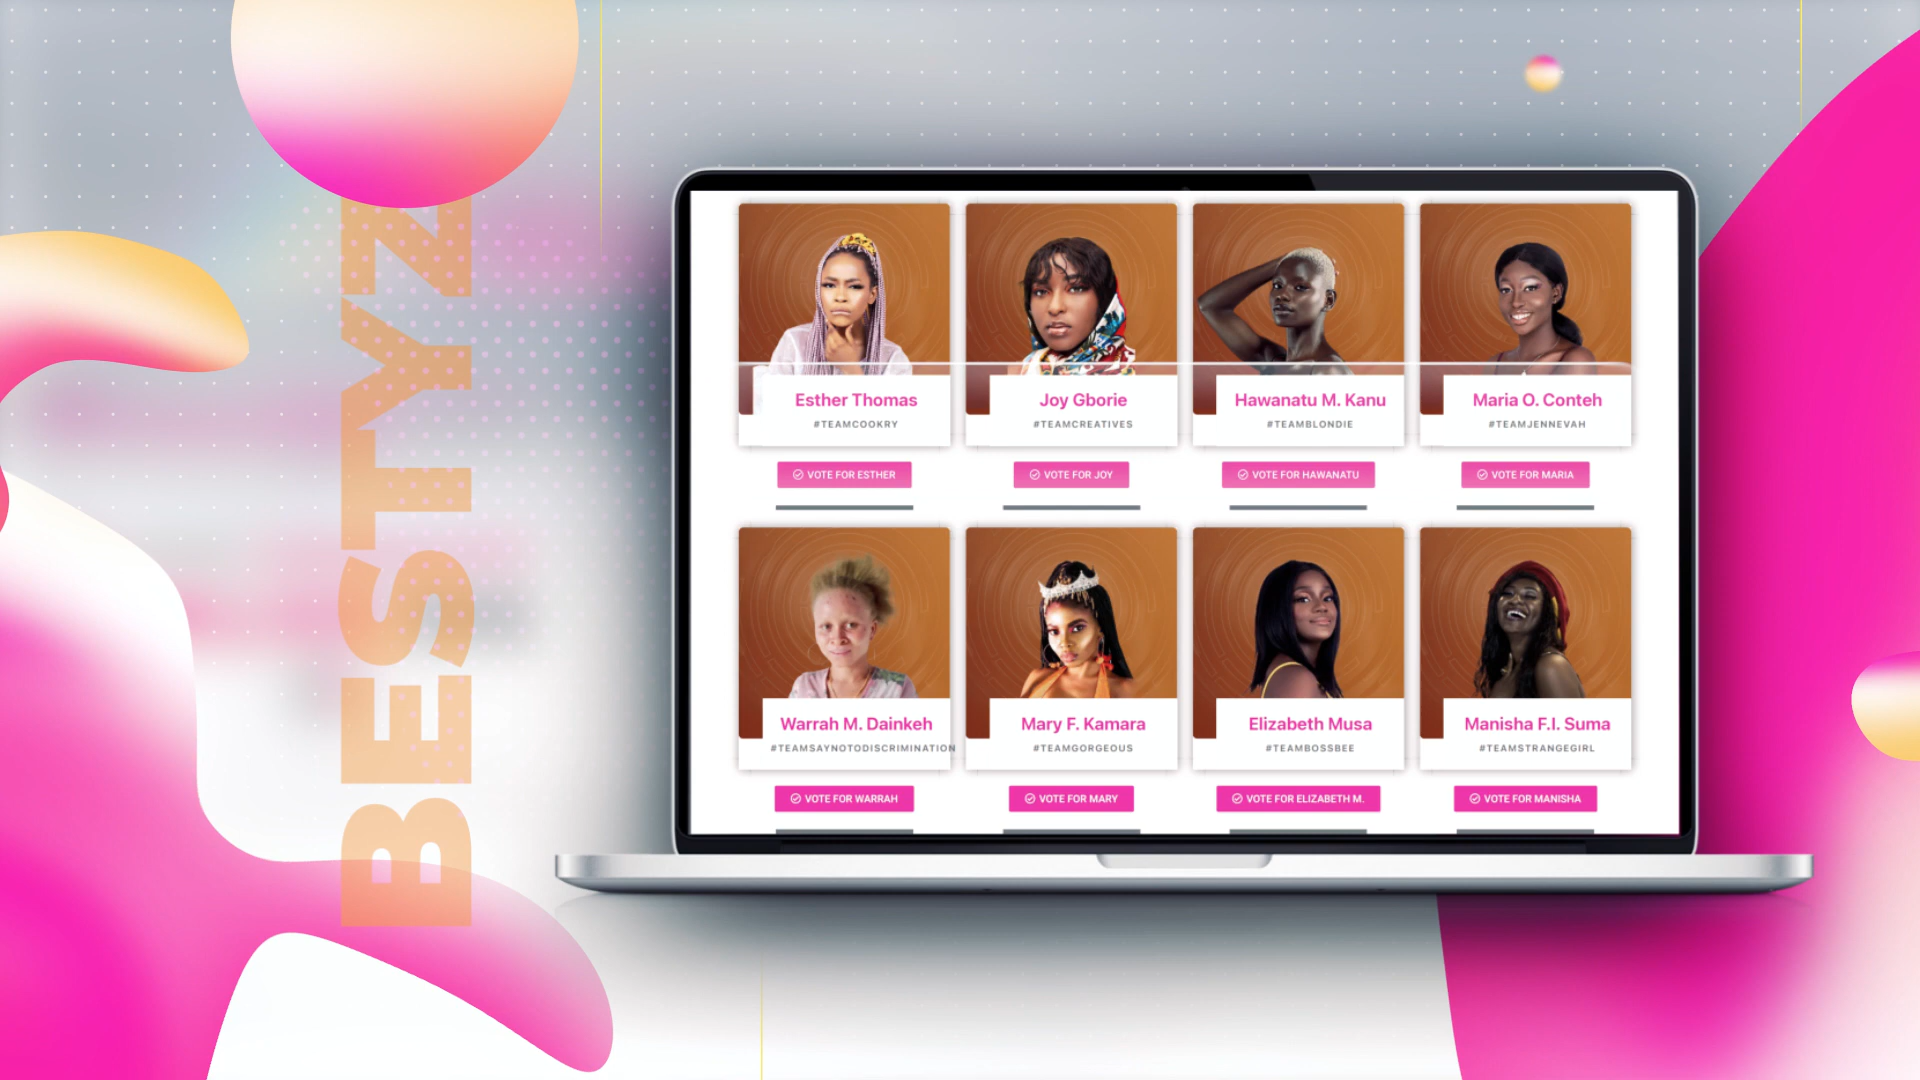 BESTYZ
Esther Thomas
#TEAMCOOKRY
VOTE FOR ESTHER
Joy Gborie
#TEAMCREATIVES
VOTE FOR JOY
Hawanatu M. Kanu
#TEAMBLONDIE
VOTE FOR HAWANATU
Maria O. Conteh
#TEAMJENNEVAH
VOTE FOR MARIA
Warrah M. Dainkeh
#TEAMSAYNOTODISCRIMINATION
VOTE FOR WARRAH
Mary F. Kamara
#TEAMGORGEOUS
VOTE FOR MARY
Elizabeth Musa
#TEAMBOSSBEE
VOTE FOR ELIZABETH M.
Manisha F.I. Suma
#TEAMSTRANGEGIRL
VOTE FOR MANISHA